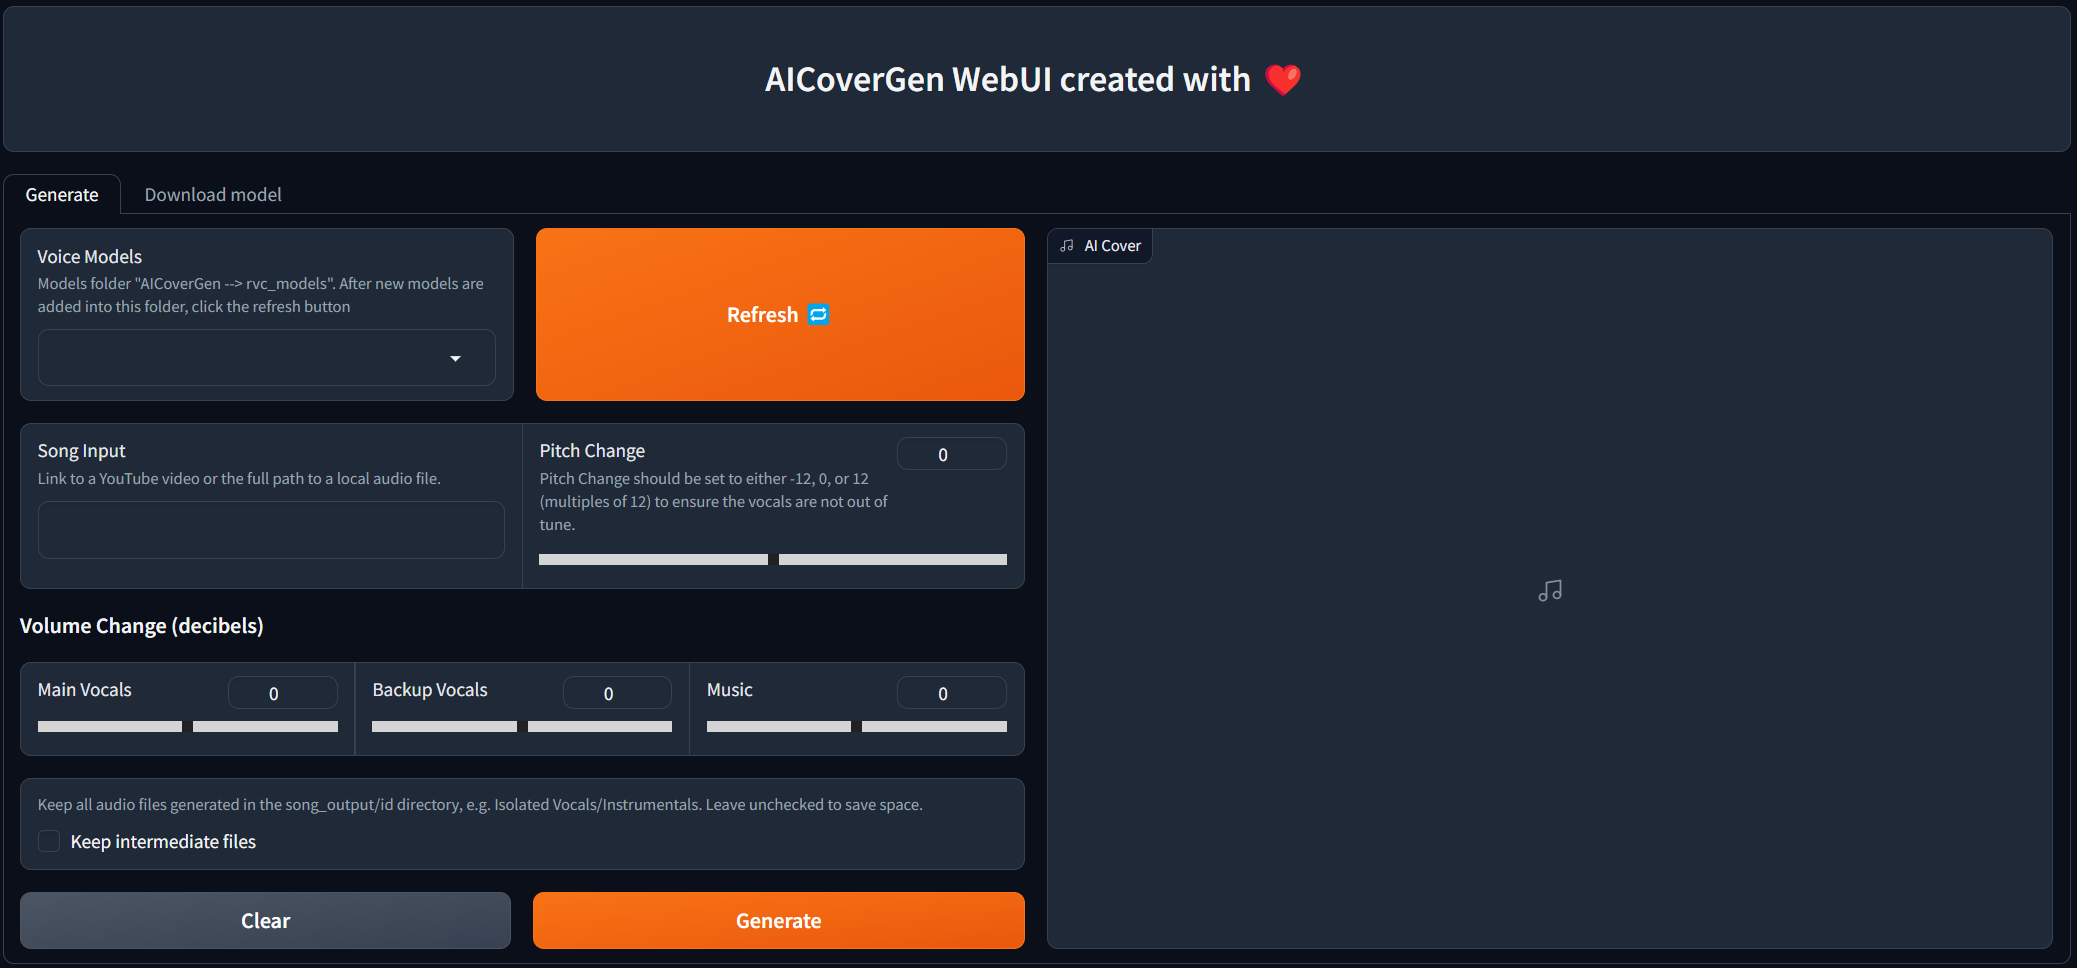 AICoverGen WebUI created with ❤️
Generate
Download model
Voice Models
Models folder "AICoverGen --> rvc_models". After new models are
added into this folder, click the refresh button
Refresh 🔁
Song Input
Link to a YouTube video or the full path to a local audio file.
Pitch Change
0
Pitch Change should be set to either -12, 0, or 12
(multiples of 12) to ensure the vocals are not out of
tune.
Volume Change (decibels)
Main Vocals
0
Backup Vocals
0
Music
0
Keep all audio files generated in the song_output/id directory, e.g. Isolated Vocals/Instrumentals. Leave unchecked to save space.
Keep intermediate files
Clear
Generate
AI Cover